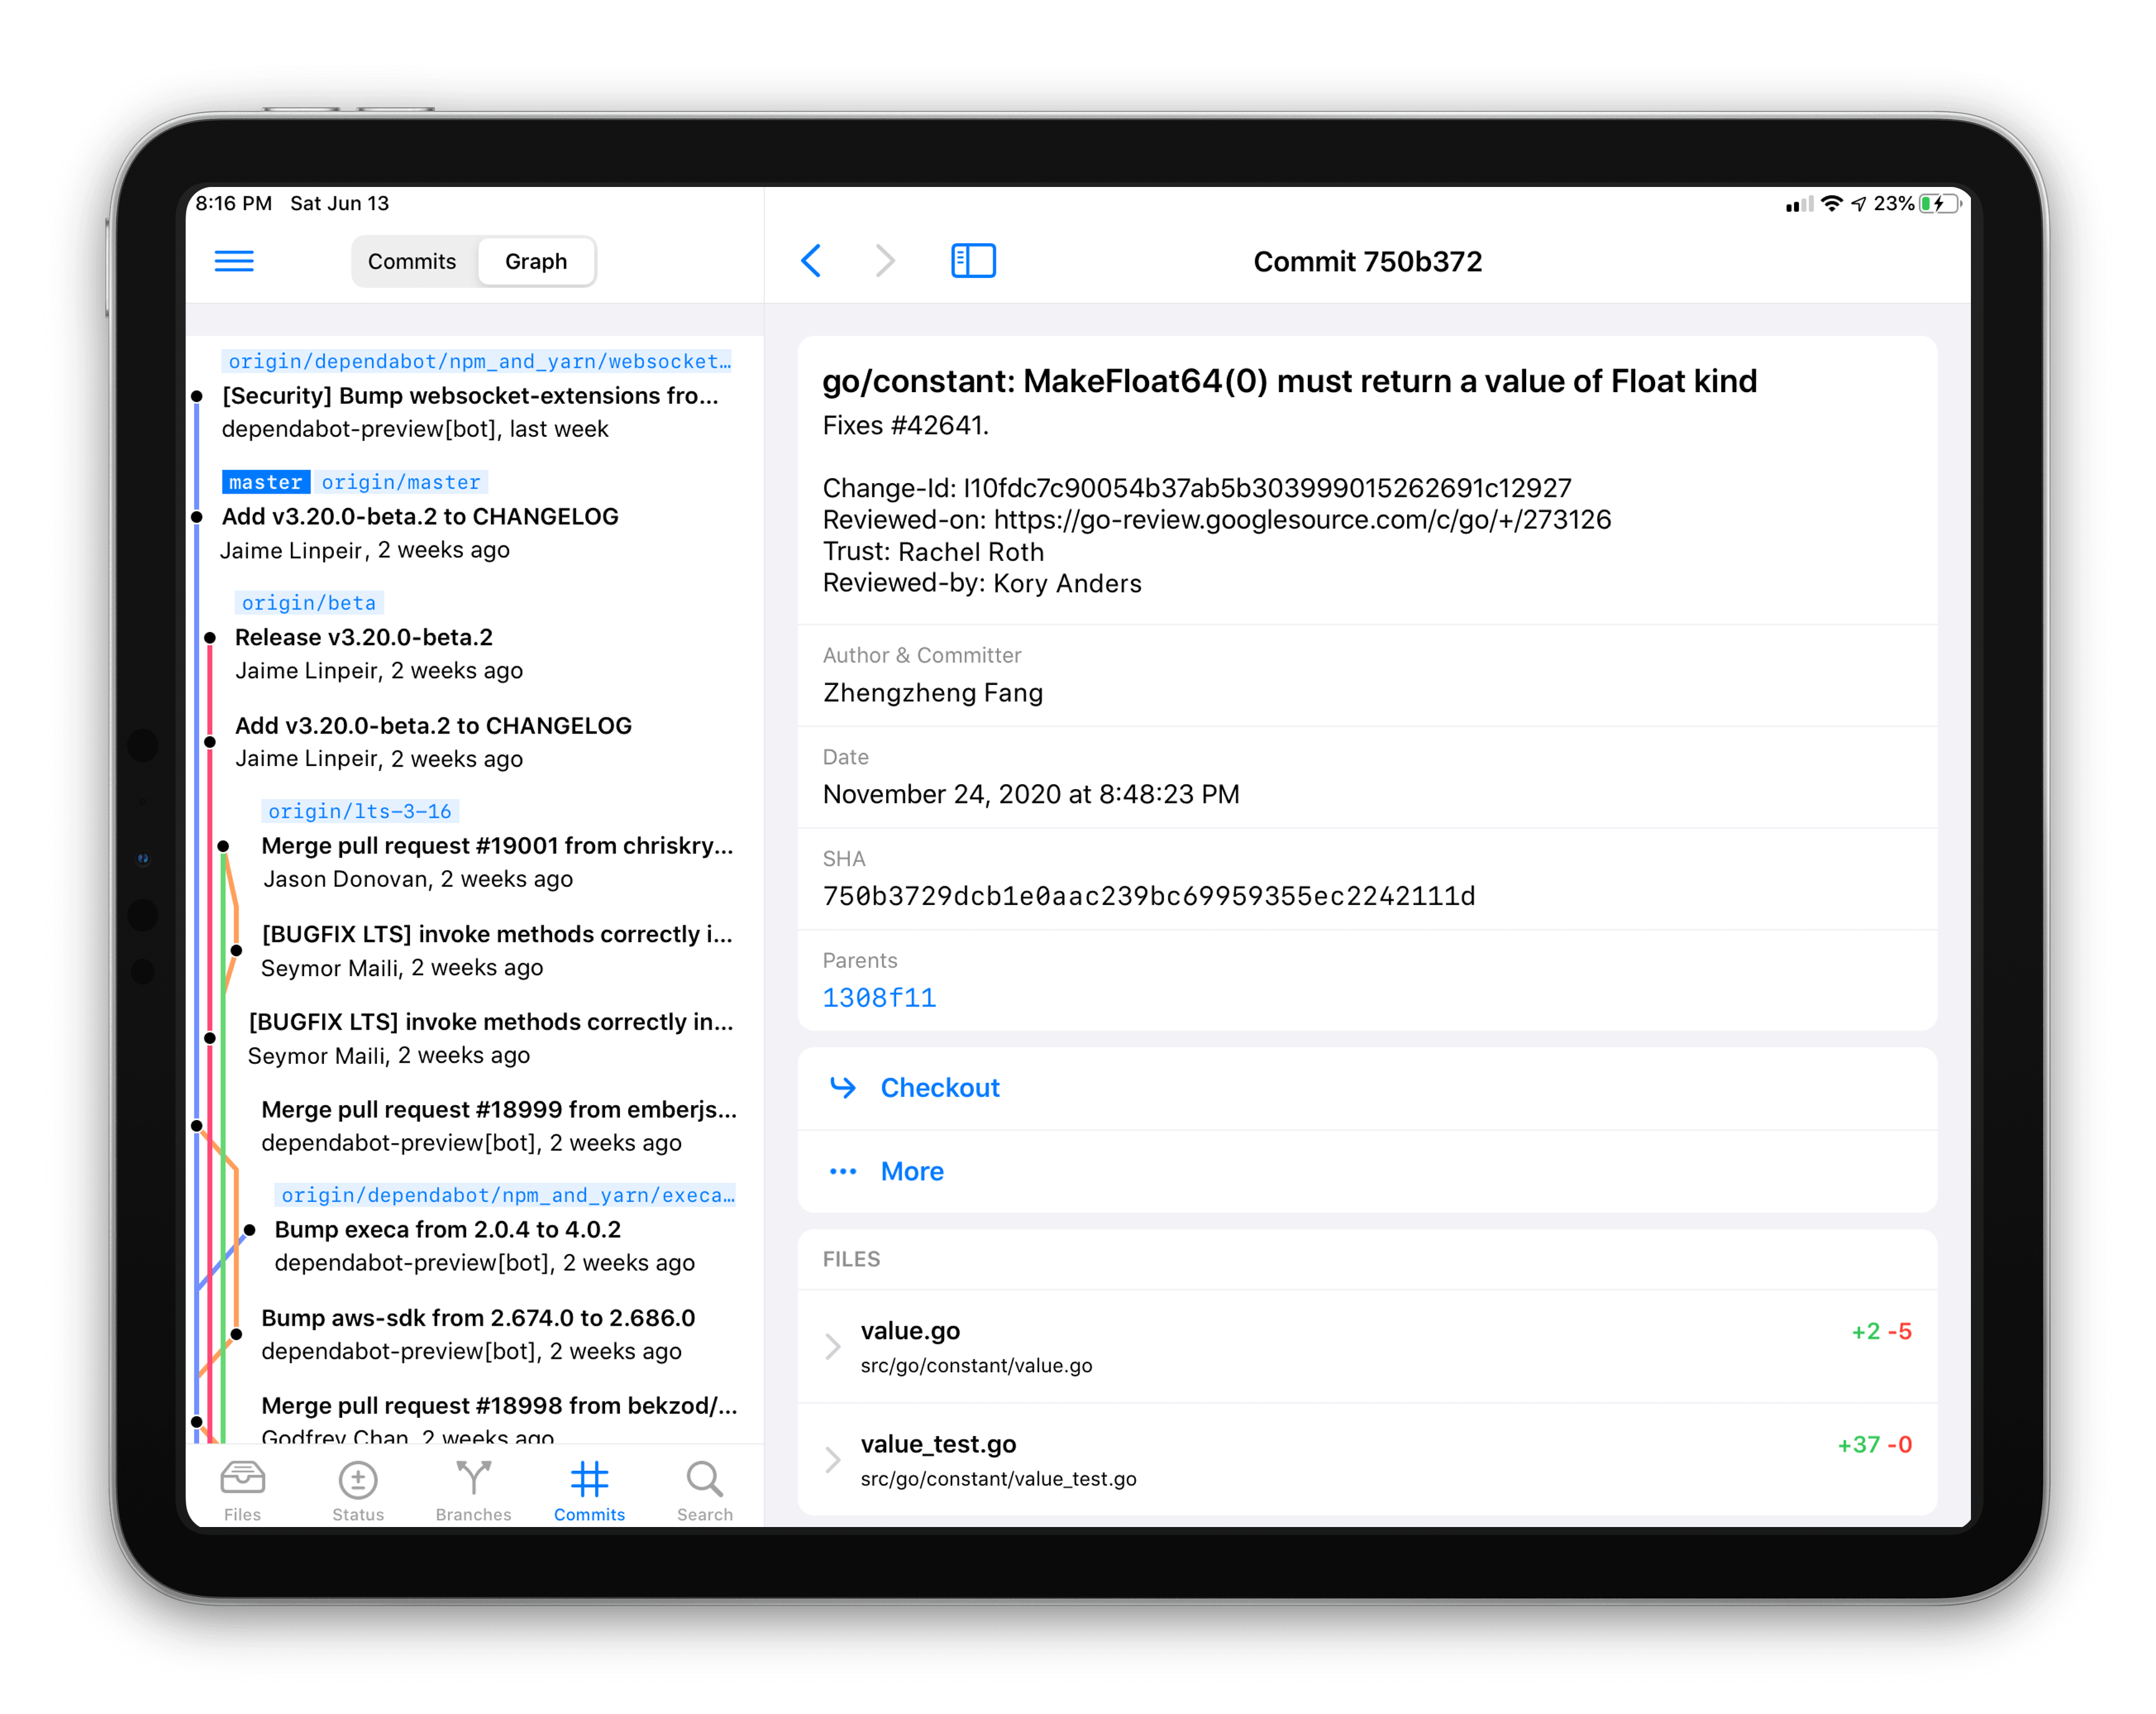 8:16 PM Sat Jun 13
23%
Commits Graph
Commit 750b372
origin/dependabot/npm_and_yarn/websocket…
[Security] Bump websocket-extensions fro...
dependabot-preview[bot], last week
master origin/master
Add v3.20.0-beta.2 to CHANGELOG
Jaime Linpeir, 2 weeks ago
origin/beta
Release v3.20.0-beta.2
Jaime Linpeir, 2 weeks ago
Add v3.20.0-beta.2 to CHANGELOG
Jaime Linpeir, 2 weeks ago
origin/lts-3-16
Merge pull request #19001 from chriskry...
Jason Donovan, 2 weeks ago
[BUGFIX LTS] invoke methods correctly i...
Seymor Maili, 2 weeks ago
[BUGFIX LTS] invoke methods correctly in...
Seymor Maili, 2 weeks ago
Merge pull request #18999 from emberjs...
dependabot-preview[bot], 2 weeks ago
origin/dependabot/npm_and_yarn/execa…
Bump execa from 2.0.4 to 4.0.2
dependabot-preview[bot], 2 weeks ago
Bump aws-sdk from 2.674.0 to 2.686.0
dependabot-preview[bot], 2 weeks ago
Merge pull request #18998 from bekzod/...
Godfrey Chan, 2 weeks ago
Files Status Branches Commits Search
go/constant: MakeFloat64(0) must return a value of Float kind
Fixes #42641.
Change-Id: I10fdc7c90054b37ab5b303999015262691c12927
Reviewed-on: https://go-review.googlesource.com/c/go/+/273126
Trust: Rachel Roth
Reviewed-by: Kory Anders
Author & Committer
Zhengzheng Fang
Date
November 24, 2020 at 8:48:23 PM
SHA
750b3729dcb1e0aac239bc69959355ec2242111d
Parents
1308f11
Checkout
More
FILES
value.go +2 -5
src/go/constant/value.go
value_test.go +37 -0
src/go/constant/value_test.go